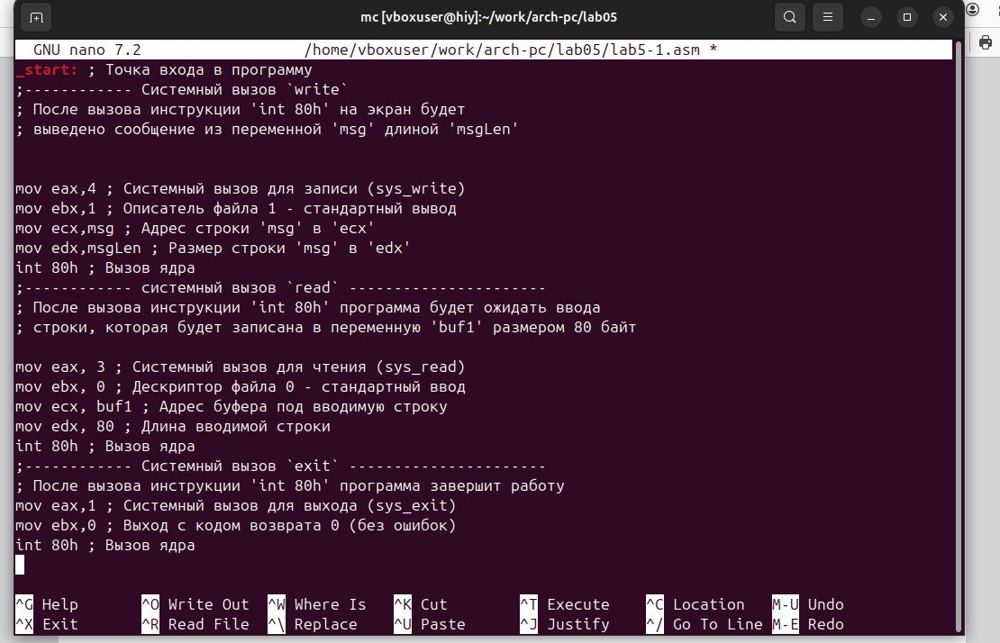 mc [vboxuser@hiy]:~/work/arch-pc/lab05
GNU nano 7.2 /home/vboxuser/work/arch-pc/lab05/lab5-1.asm *
_start: ; Точка входа в программу
;------------ Системный вызов `write`
; После вызова инструкции 'int 80h' на экран будет
; выведено сообщение из переменной 'msg' длиной 'msgLen'
mov eax,4 ; Системный вызов для записи (sys_write)
mov ebx,1 ; Описатель файла 1 - стандартный вывод
mov ecx,msg ; Адрес строки 'msg' в 'ecx'
mov edx,msgLen ; Размер строки 'msg' в 'edx'
int 80h ; Вызов ядра
;------------ системный вызов `read` ----------------------
; После вызова инструкции 'int 80h' программа будет ожидать ввода
; строки, которая будет записана в переменную 'buf1' размером 80 байт
mov eax, 3 ; Системный вызов для чтения (sys_read)
mov ebx, 0 ; Дескриптор файла 0 - стандартный ввод
mov ecx, buf1 ; Адрес буфера под вводимую строку
mov edx, 80 ; Длина вводимой строки
int 80h ; Вызов ядра
;------------ Системный вызов `exit` ----------------------
; После вызова инструкции 'int 80h' программа завершит работу
mov eax,1 ; Системный вызов для выхода (sys_exit)
mov ebx,0 ; Выход с кодом возврата 0 (без ошибок)
int 80h ; Вызов ядра
^G Help ^O Write Out ^W Where Is ^K Cut ^T Execute ^C Location M-U Undo
^X Exit ^R Read File ^\ Replace ^U Paste ^J Justify ^/ Go To Line M-E Redo